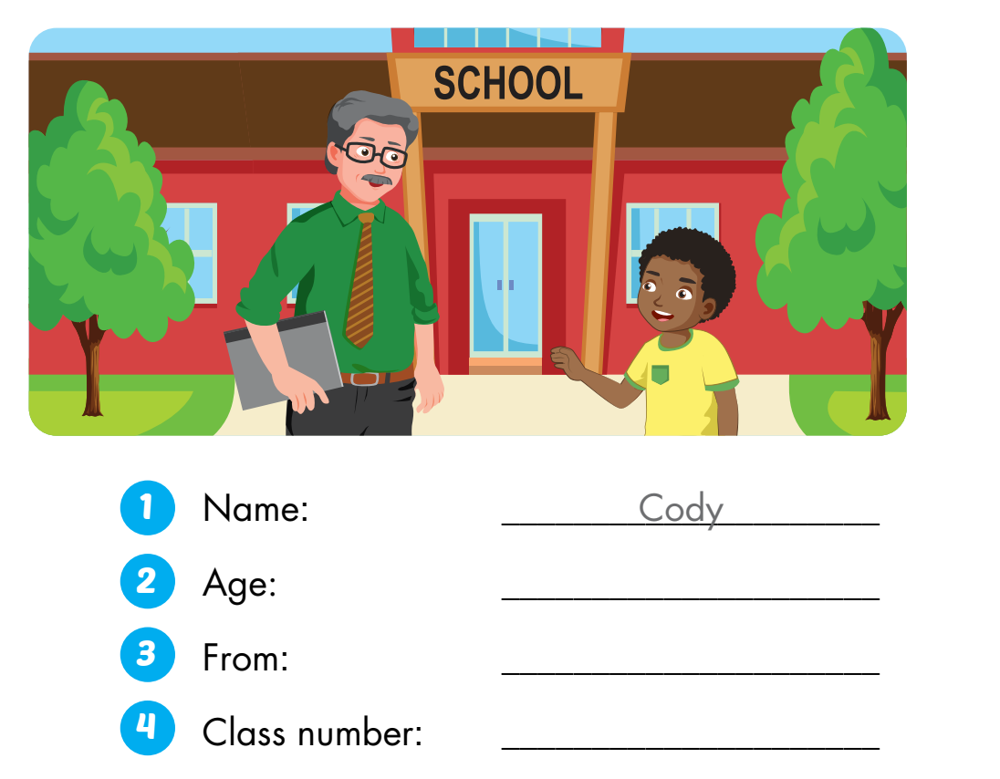 SCHOOL
1 Name: Cody
2 Age:
3 From:
4 Class number: